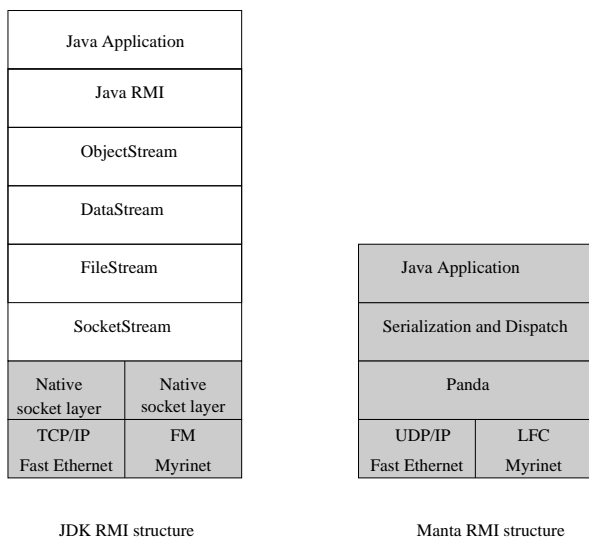 Java Application
Java RMI
ObjectStream
DataStream
FileStream
SocketStream
Native
socket layer
Native
socket layer
TCP/IP
Fast Ethernet
FM
Myrinet
JDK RMI structure
Java Application
Serialization and Dispatch
Panda
UDP/IP
Fast Ethernet
LFC
Myrinet
Manta RMI structure